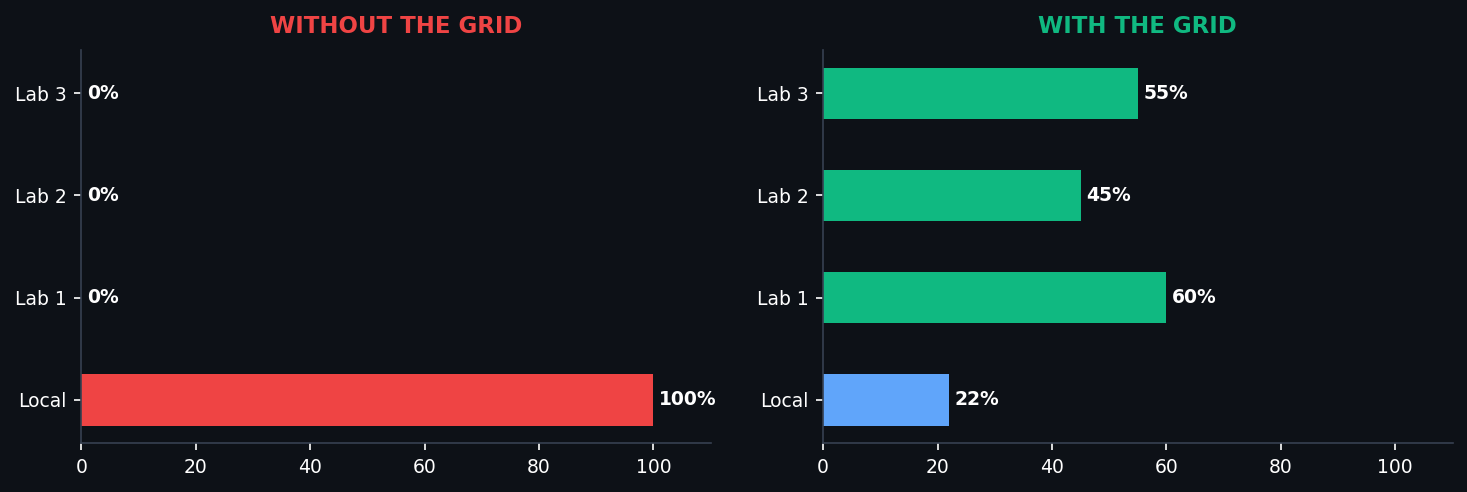 WITHOUT THE GRID
Lab 3 0%
Lab 2 0%
Lab 1 0%
Local 100%
0 20 40 60 80 100
WITH THE GRID
Lab 3 55%
Lab 2 45%
Lab 1 60%
Local 22%
0 20 40 60 80 100